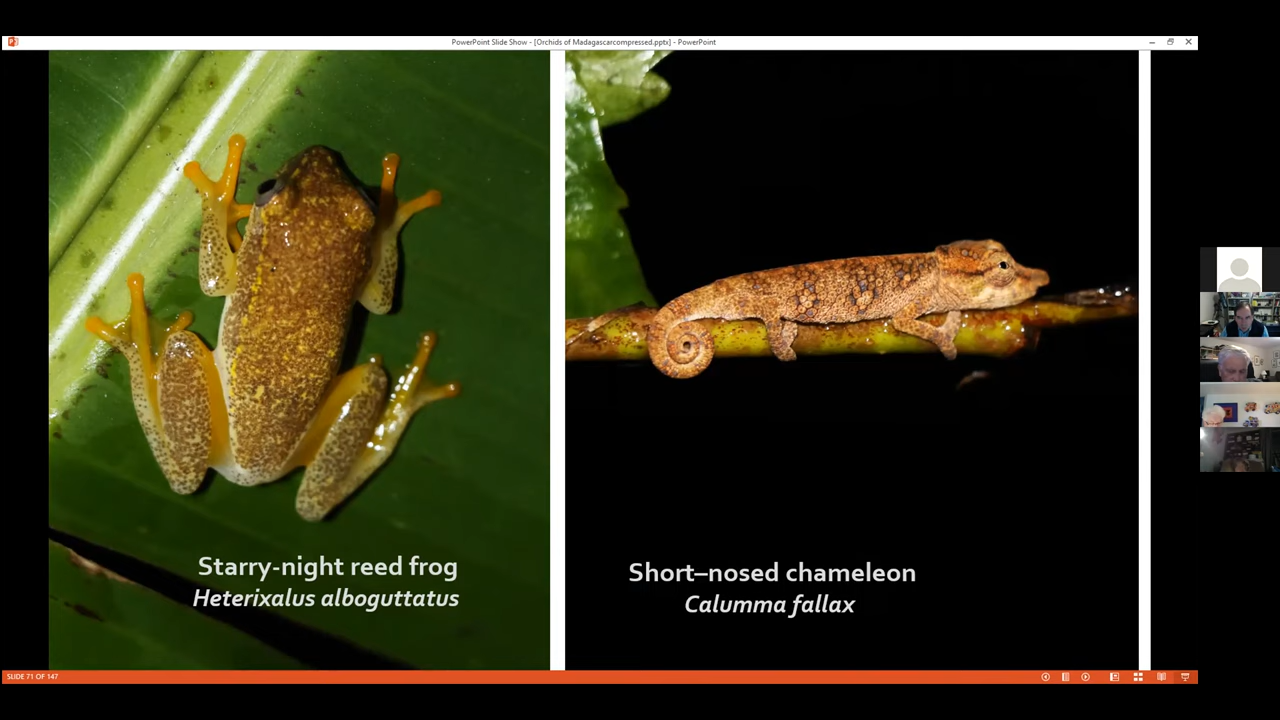 PowerPoint Slide Show - [Orchids of Madagascarcompressed.pptx] - PowerPoint
Starry-night reed frog
Heterixalus alboguttatus
Short–nosed chameleon
Calumma fallax
SLIDE 71 OF 147